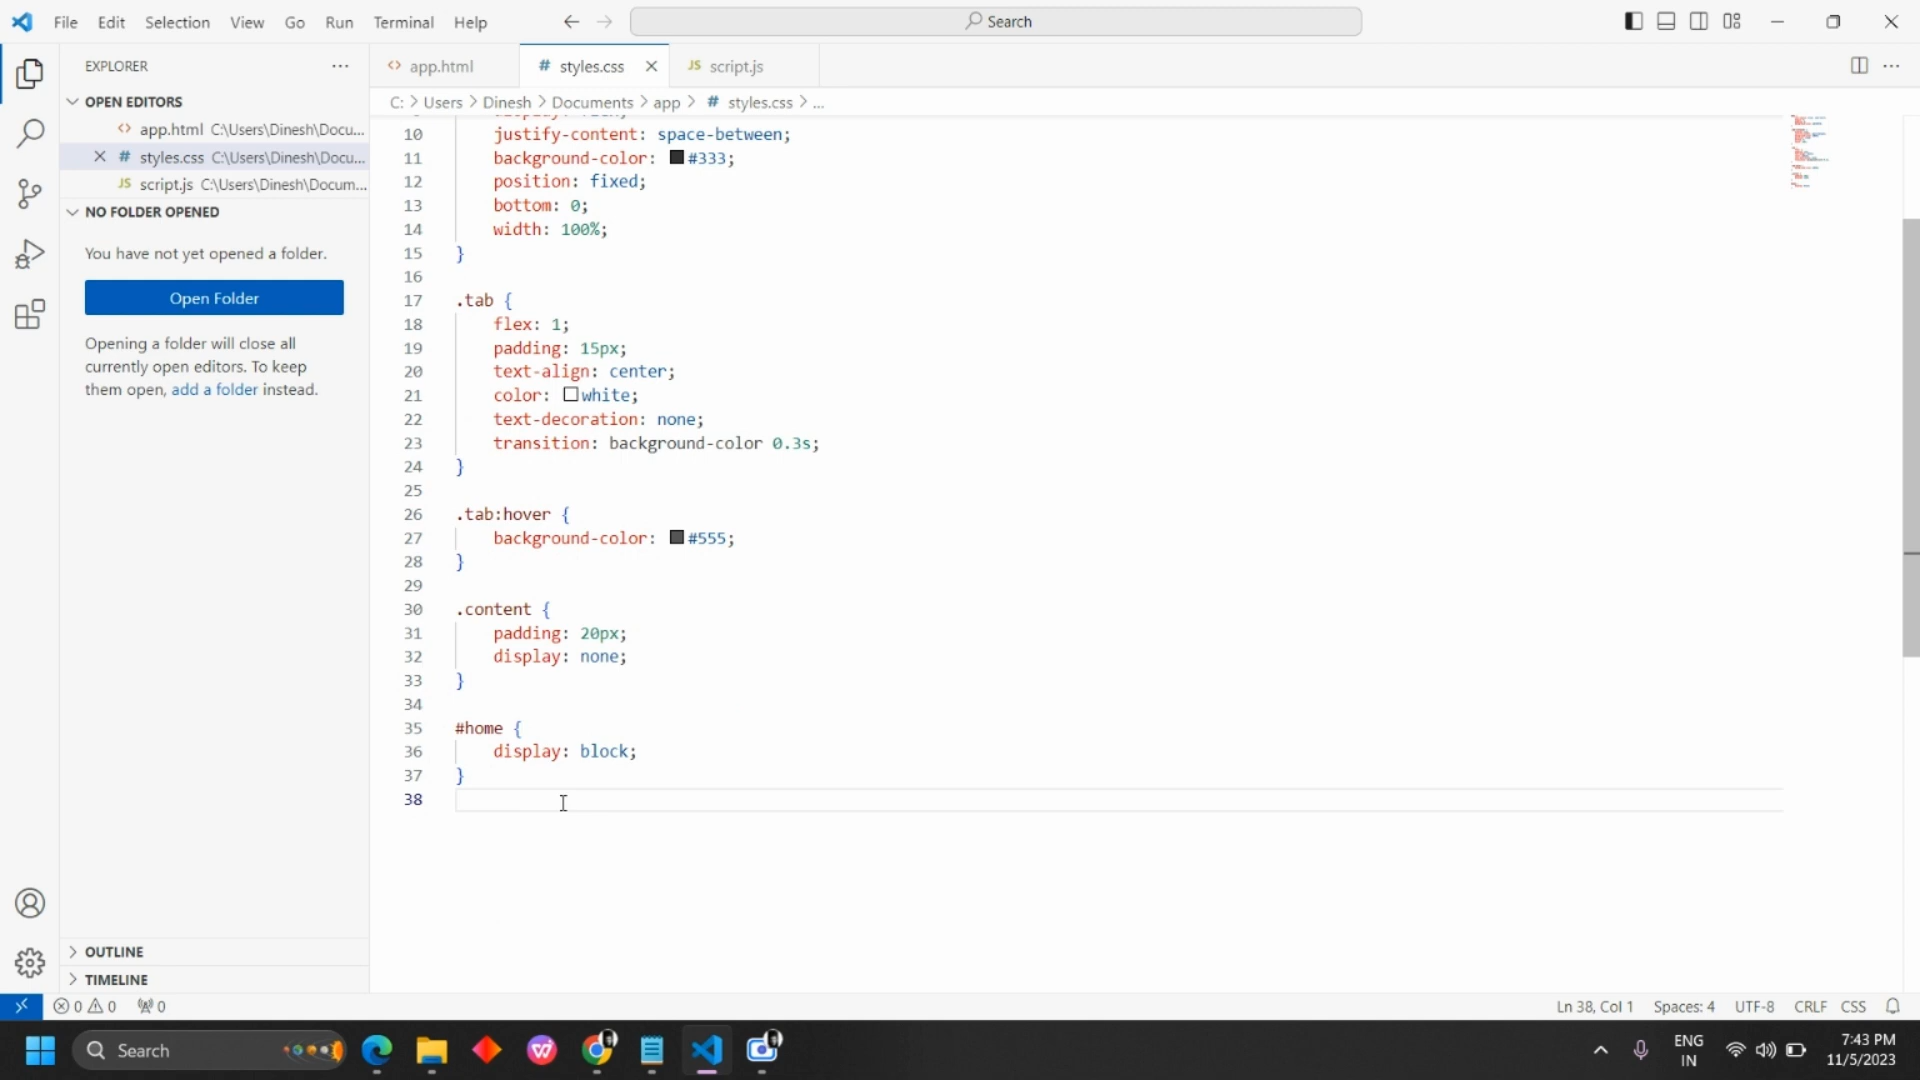 File Edit Selection View Go Run Terminal Help
Search
EXPLORER
OPEN EDITORS
app.html C:\Users\Dinesh\Docu...
styles.css C:\Users\Dinesh\Docu...
JS script.js C:\Users\Dinesh\Docum...
NO FOLDER OPENED
You have not yet opened a folder.
Open Folder
Opening a folder will close all
currently open editors. To keep
them open, add a folder instead.
OUTLINE
TIMELINE
<> app.html # styles.css JS script.js
C: > Users > Dinesh > Documents > app > # styles.css > ...
10 justify-content: space-between;
11 background-color: #333;
12 position: fixed;
13 bottom: 0;
14 width: 100%;
15 }
16
17 .tab {
18 flex: 1;
19 padding: 15px;
20 text-align: center;
21 color: white;
22 text-decoration: none;
23 transition: background-color 0.3s;
24 }
25
26 .tab:hover {
27 background-color: #555;
28 }
29
30 .content {
31 padding: 20px;
32 display: none;
33 }
34
35 #home {
36 display: block;
37 }
38
0 0 0 Ln 38, Col 1 Spaces: 4 UTF-8 CRLF CSS
Search
ENG
IN
7:43 PM
11/5/2023